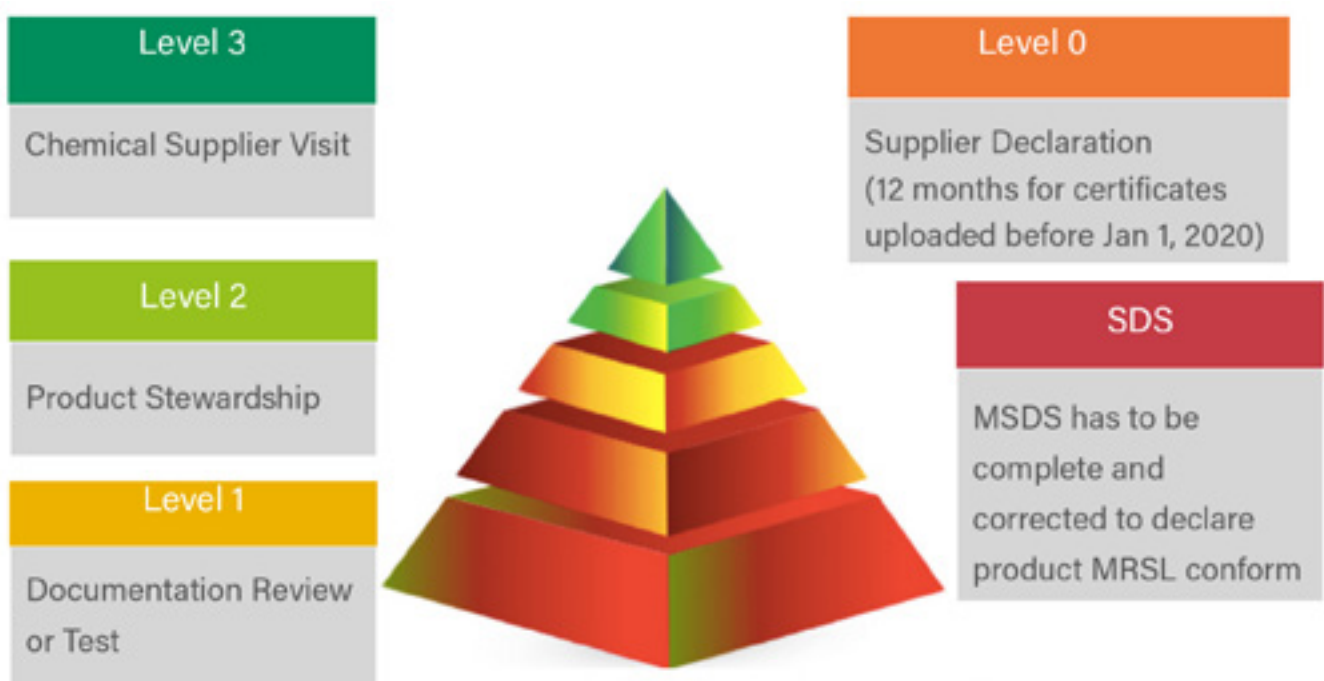 Level 3
Chemical Supplier Visit
Level 2
Product Stewardship
Level 1
Documentation Review
or Test
Level 0
Supplier Declaration
(12 months for certificates
uploaded before Jan 1, 2020)
SDS
MSDS has to be
complete and
corrected to declare
product MRSL conform